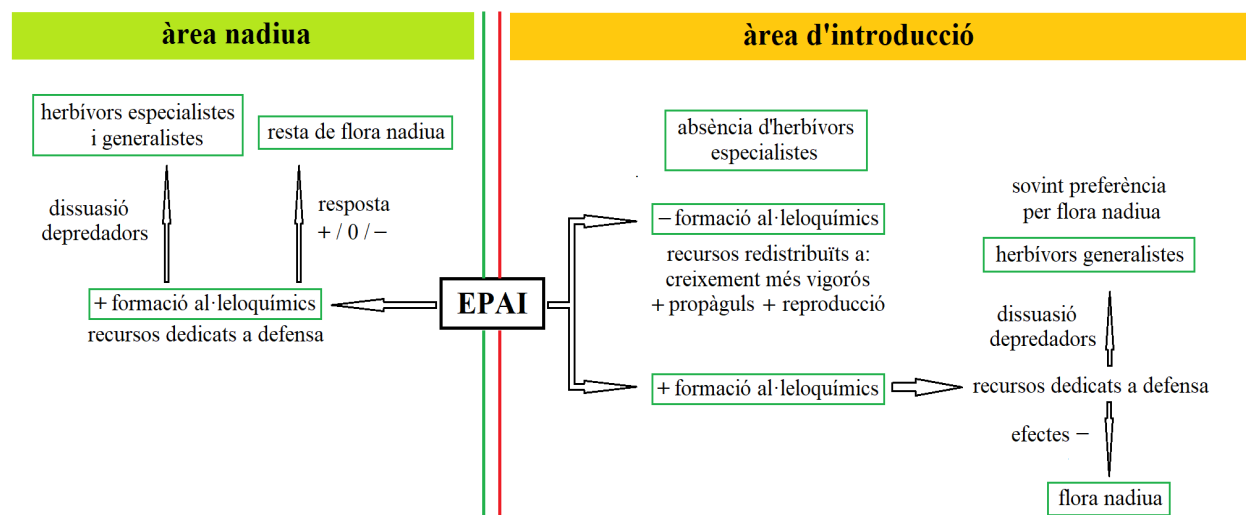 àrea nadiua
àrea d'introducció
herbívors especialistes
i generalistes
resta de flora nadiua
dissuasió
depredadors
resposta
+ / 0 / −
+ formació al·leloquímics
recursos dedicats a defensa
EPAI
absència d'herbívors
especialistes
− formació al·leloquímics
recursos redistribuïts a:
creixement més vigorós
+ propàguls + reproducció
+ formació al·leloquímics
sovint preferència
per flora nadiua
herbívors generalistes
dissuasió
depredadors
recursos dedicats a defensa
efectes −
flora nadiua